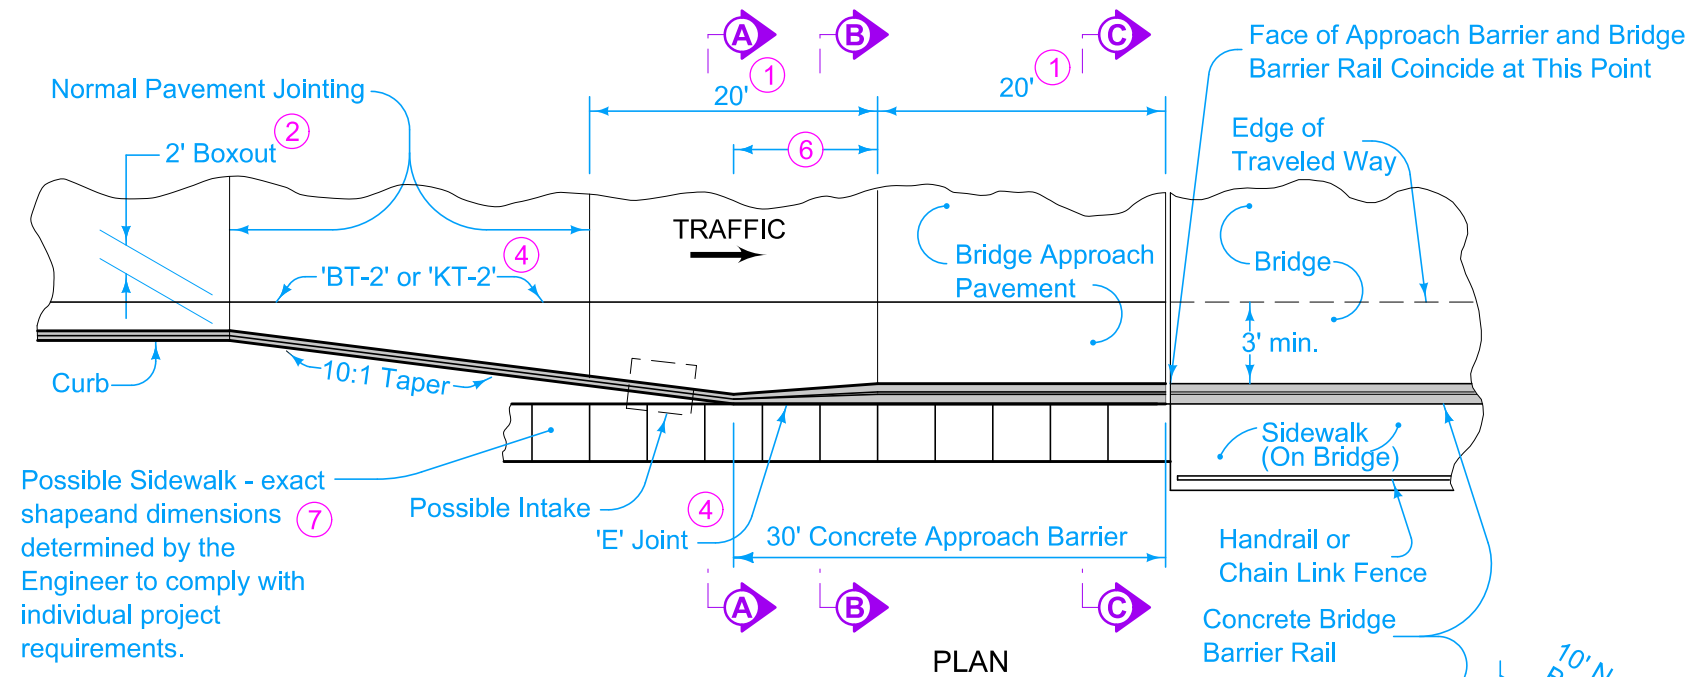 A
B
C
Face of Approach Barrier and Bridge
Barrier Rail Coincide at This Point
Normal Pavement Jointing
1
20'
1
20'
2
2' Boxout
6
Edge of
Traveled Way
TRAFFIC
4
'BT-2' or 'KT-2'
Bridge Approach
Pavement
Bridge
3' min.
10:1 Taper
Curb
Sidewalk
(On Bridge)
Possible Sidewalk - exact
shapeand dimensions
determined by the
Engineer to comply with
individual project
requirements.
7
Possible Intake
4
'E' Joint
30' Concrete Approach Barrier
Handrail or
Chain Link Fence
A
B
C
Concrete Bridge
Barrier Rail
PLAN
10'